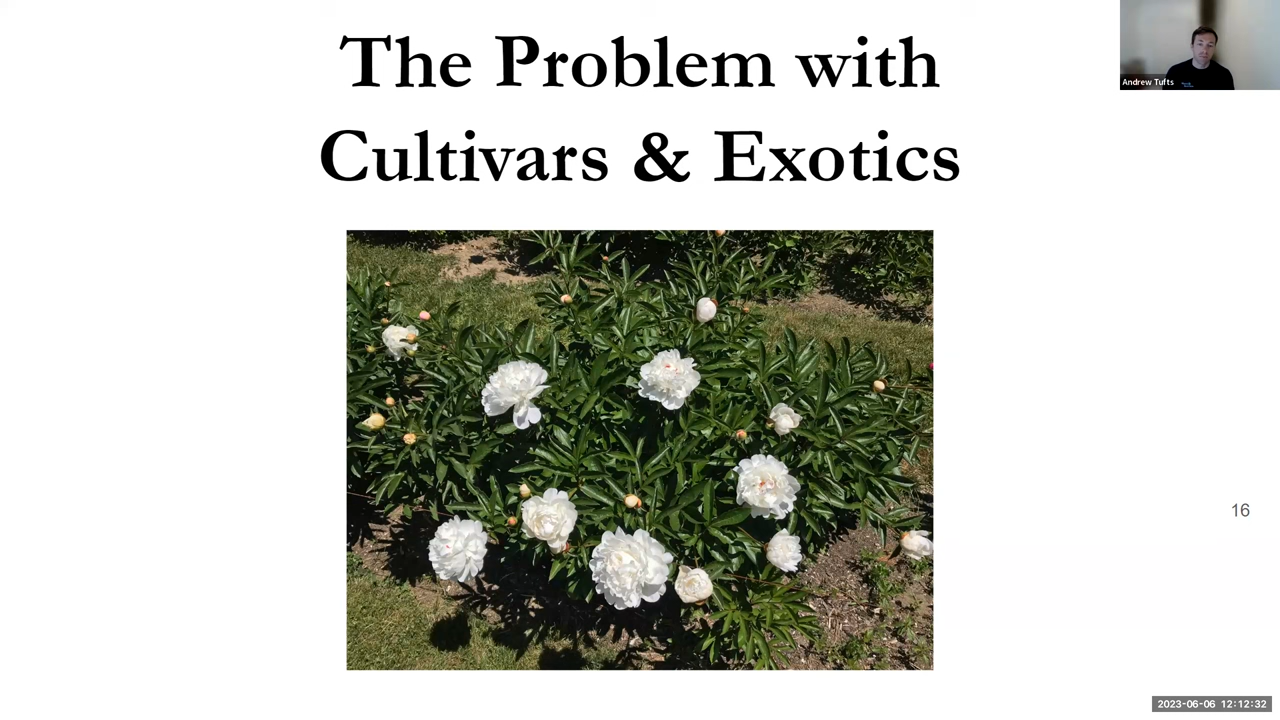 The Problem with
Cultivars & Exotics
Andrew Tufts
16
2023-06-06 12:12:32